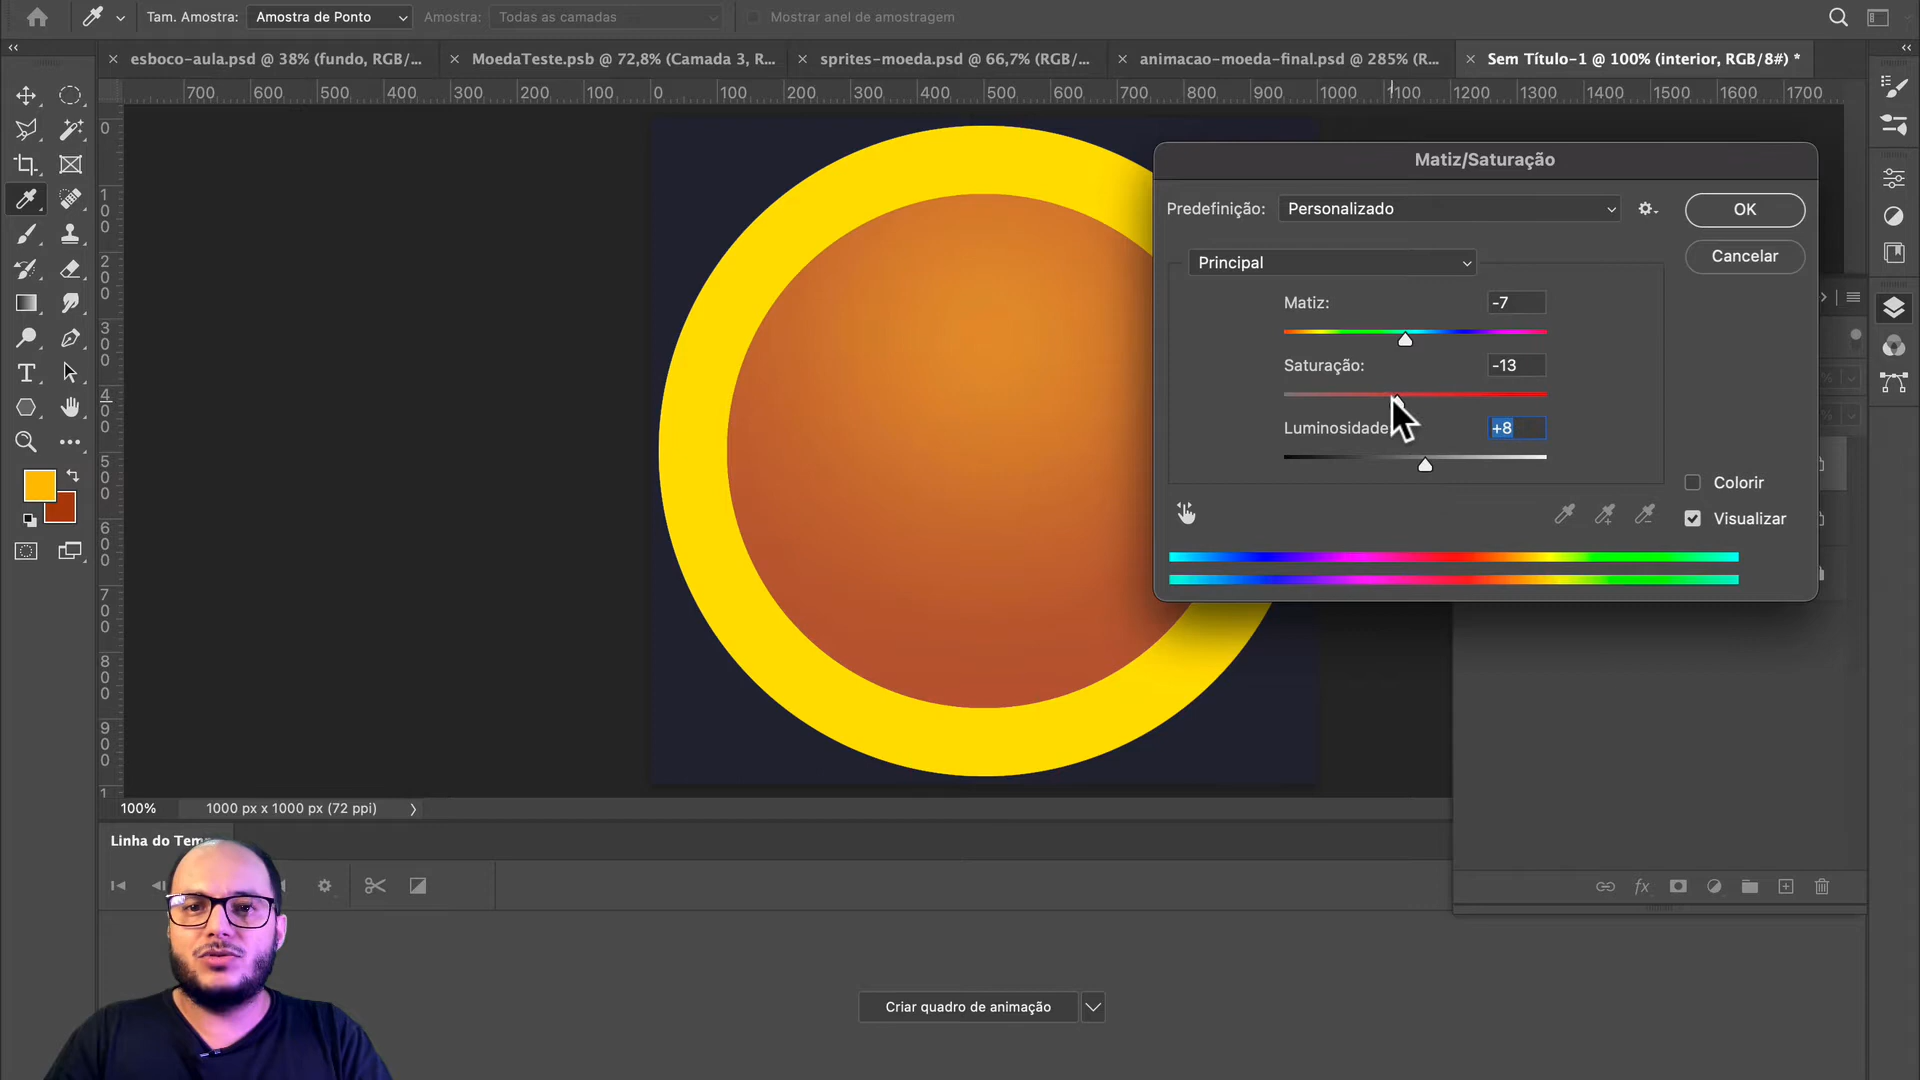 Tam. Amostra: Amostra de Ponto Amostra: Todas as camadas Mostrar anel de amostragem
esboco-aula.psd @ 38% (fundo, RGB/... MoedaTeste.psb @ 72,8% (Camada 3, R... sprites-moeda.psd @ 66,7% (RGB/... animacao-moeda-final.psd @ 285% (R... Sem Título-1 @ 100% (interior, RGB/8#) *
700 600 500 400 300 200 100 0 100 200 300 400 500 600 700 800 900 1000 1100 1200 1300 1400 1500 1600 1700
0
100
200
300
400
500
600
700
800
900
1
Matiz/Saturação
Predefinição: Personalizado OK
Cancelar
Principal
Matiz: -7
Saturação: -13
Luminosidade +8
Colorir
Visualizar
T
100% 1000 px x 1000 px (72 ppi)
Linha do Tem
fx
Criar quadro de animação